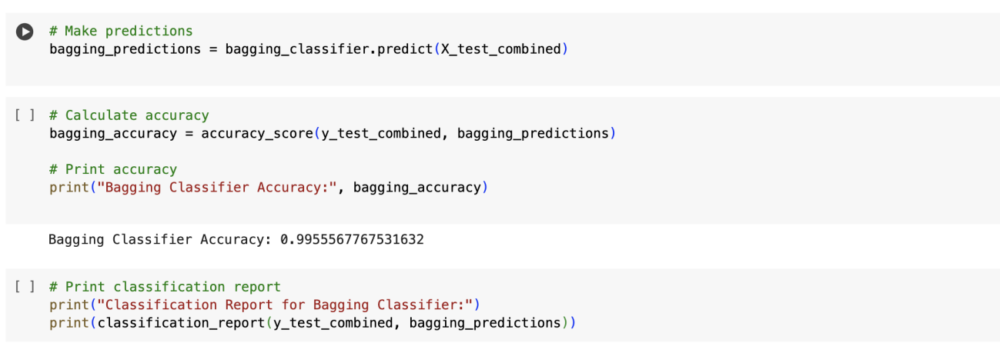 # Make predictions
bagging_predictions = bagging_classifier.predict(X_test_combined)
[ ] # Calculate accuracy
bagging_accuracy = accuracy_score(y_test_combined, bagging_predictions)
# Print accuracy
print("Bagging Classifier Accuracy:", bagging_accuracy)
Bagging Classifier Accuracy: 0.9955567767531632
[ ] # Print classification report
print("Classification Report for Bagging Classifier:")
print(classification_report(y_test_combined, bagging_predictions))